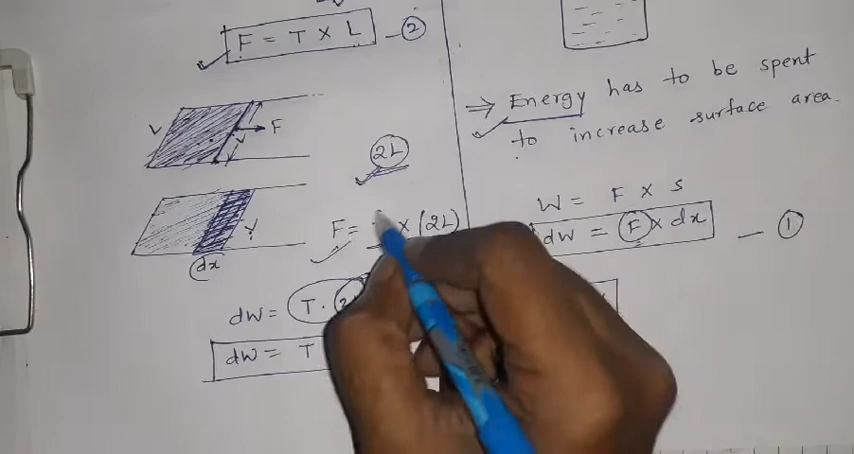 F = T × L — ②
F
2L
F = × (2L)
dx
dW = T ·
dW = T
⇒ Energy has to be spent
to increase surface area.
W = F × S
dW = F × dx — ①